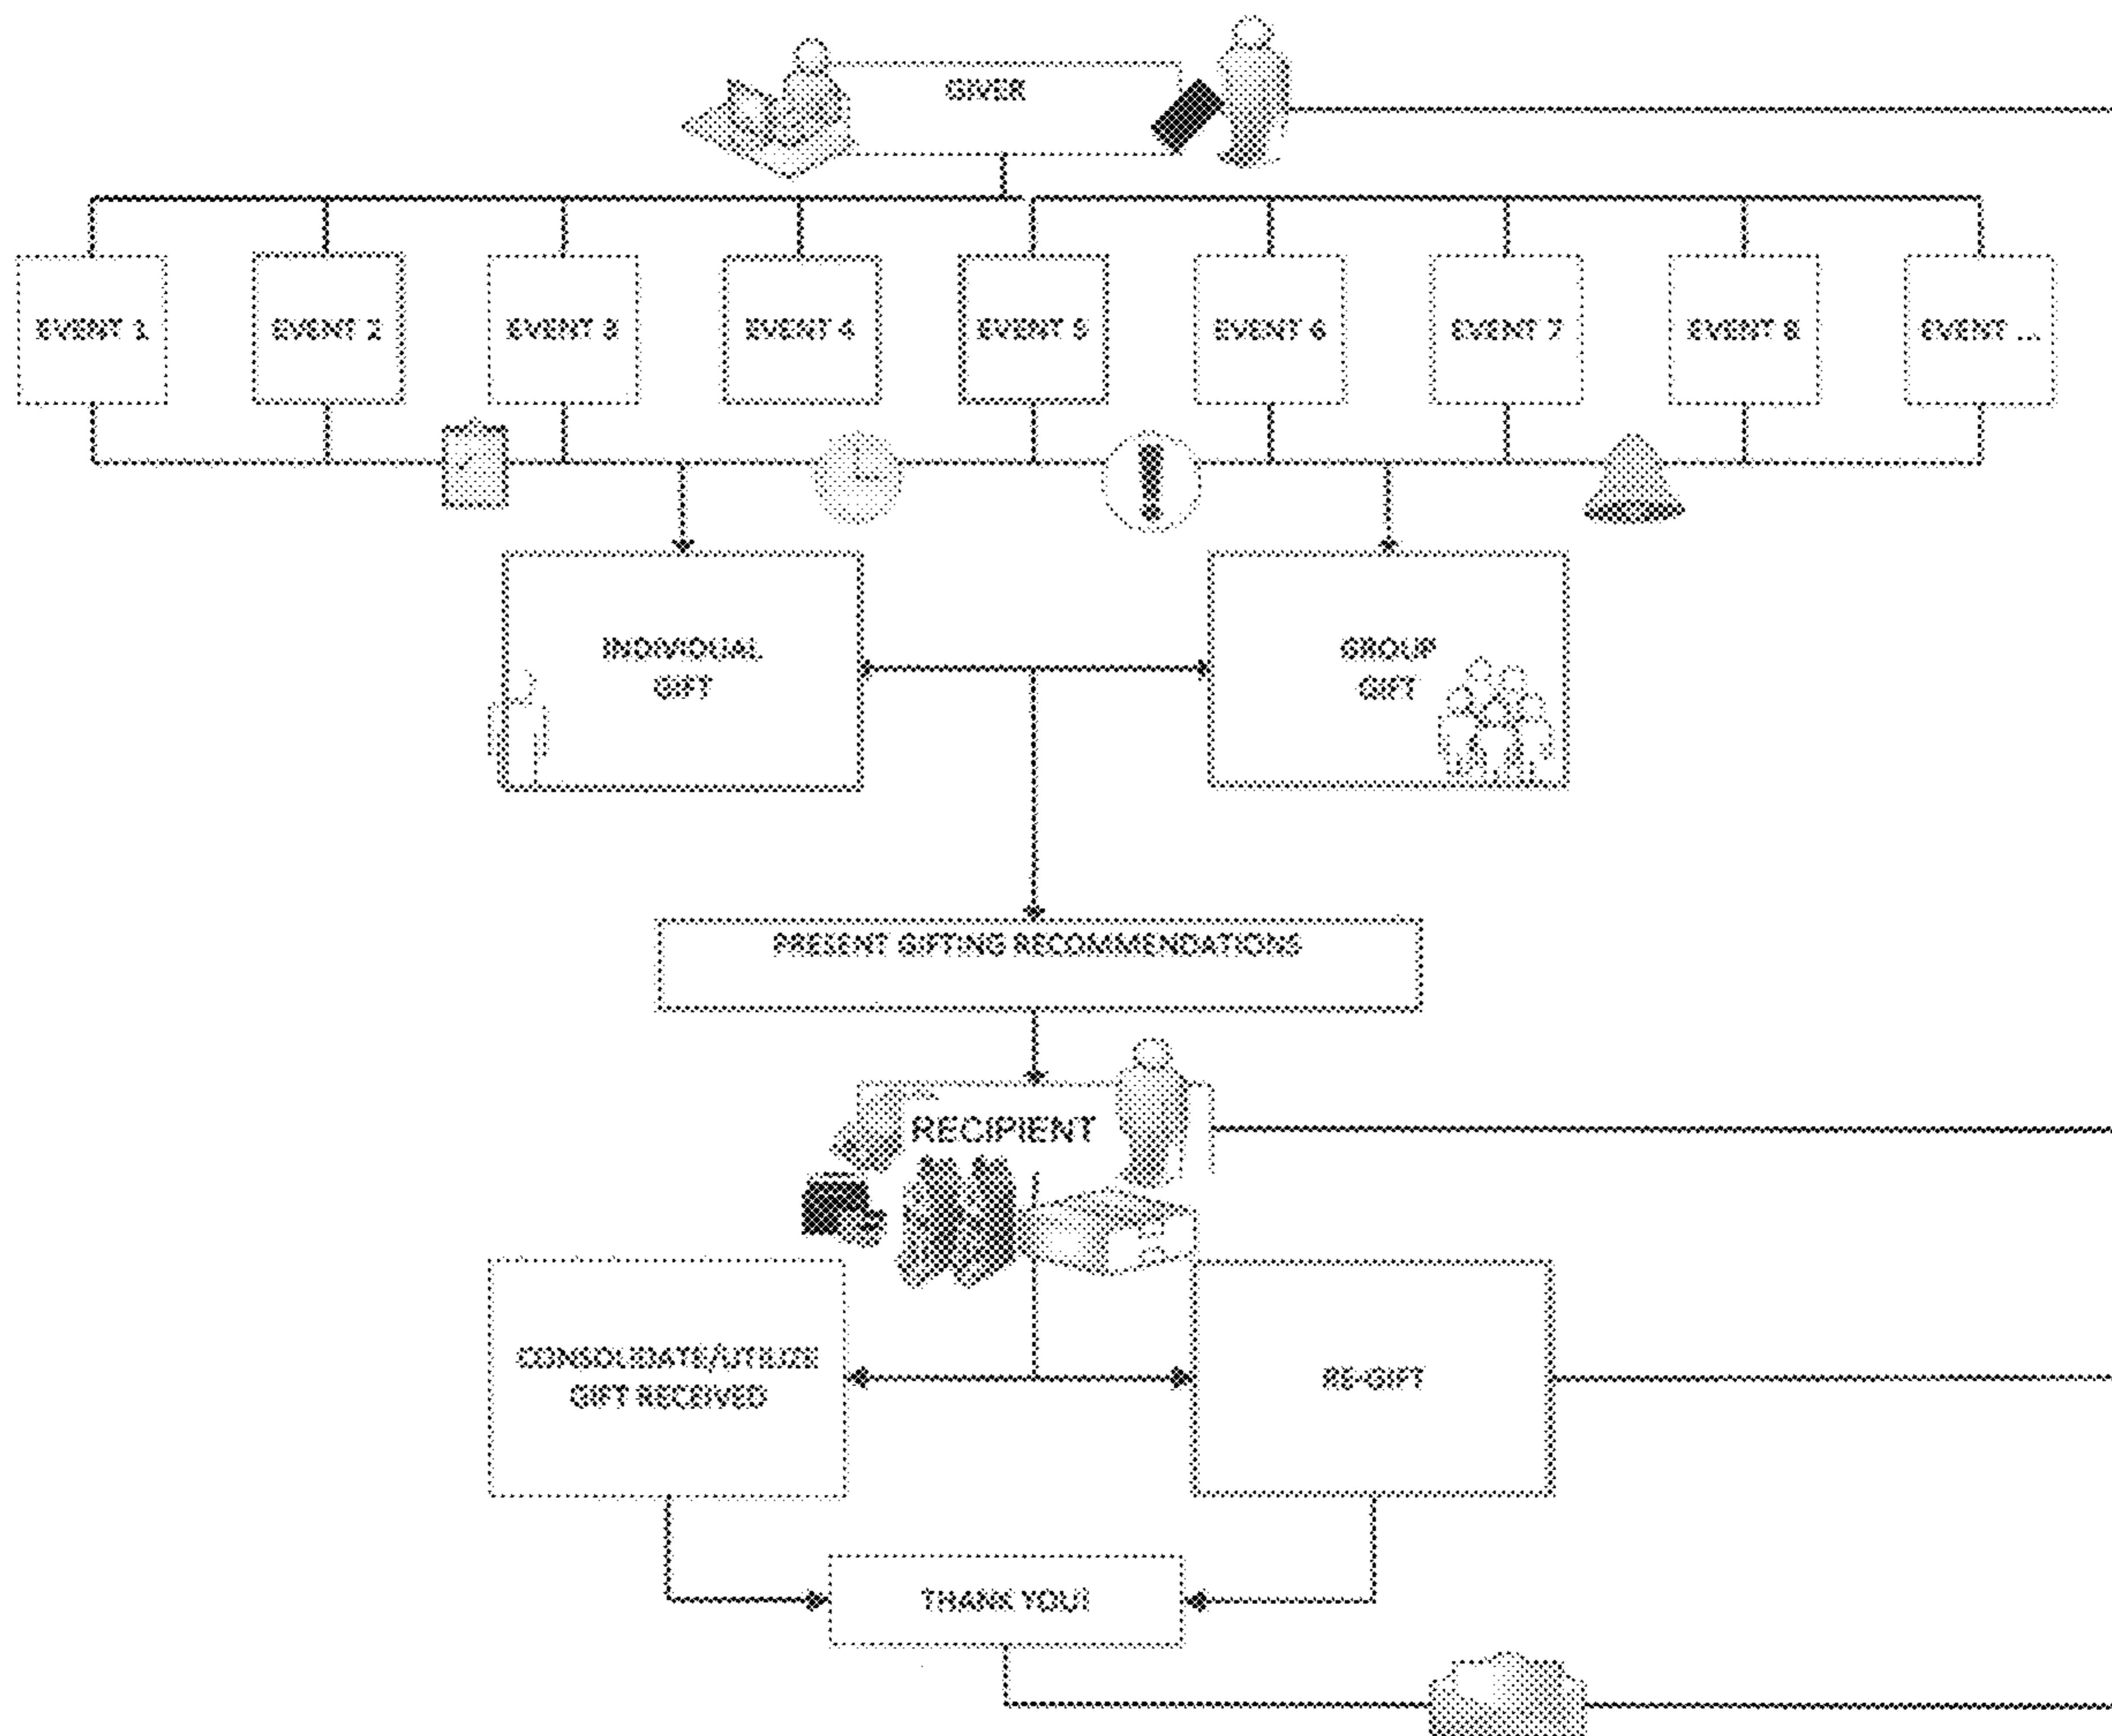 GIVER
EVENT 1
EVENT 2
EVENT 3
EVENT 4
EVENT 5
EVENT 6
EVENT 7
EVENT 8
EVENT ...
INDIVIDUAL
GIFT
GROUP
GIFT
PRESENT GIFTING RECOMMENDATIONS
RECIPIENT
CONSOLIDATE/UTILIZE
GIFT RECEIVED
RE-GIFT
THANK YOU!